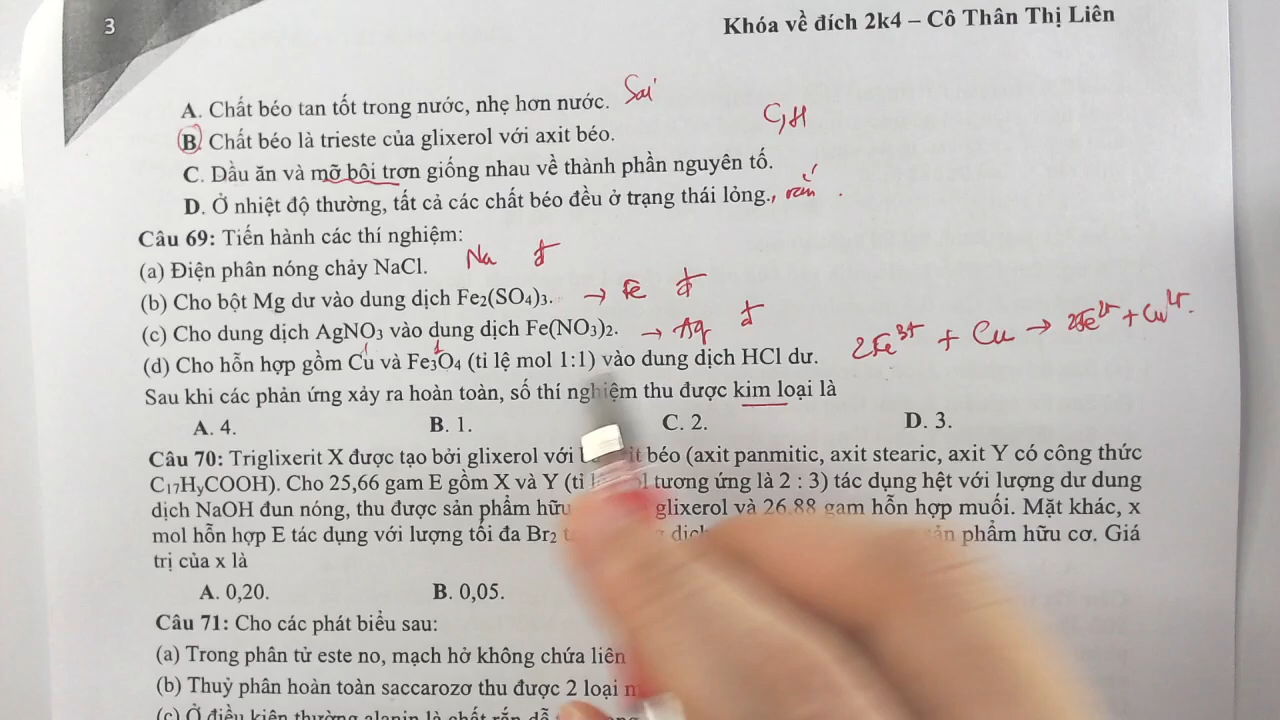 3
Khóa về đích 2k4 – Cô Thân Thị Liên
A. Chất béo tan tốt trong nước, nhẹ hơn nước. Sai
B. Chất béo là trieste của glixerol với axit béo.
C, H
C. Dầu ăn và mỡ bôi trơn giống nhau về thành phần nguyên tố.
D. Ở nhiệt độ thường, tất cả các chất béo đều ở trạng thái lỏng., rắn
Câu 69: Tiến hành các thí nghiệm:
(a) Điện phân nóng chảy NaCl. Na
(b) Cho bột Mg dư vào dung dịch Fe₂(SO₄)₃. → Fe
(c) Cho dung dịch AgNO₃ vào dung dịch Fe(NO₃)₂. → Ag
(d) Cho hỗn hợp gồm Cu và Fe₃O₄ (tỉ lệ mol 1:1) vào dung dịch HCl dư. 2Fe³⁺ + Cu → 2Fe²⁺ + Cu²⁺.
Sau khi các phản ứng xảy ra hoàn toàn, số thí nghiệm thu được kim loại là
A. 4. B. 1. C. 2. D. 3.
Câu 70: Triglixerit X được tạo bởi glixerol với béo (axit panmitic, axit stearic, axit Y có công thức
C₁₇HᵧCOOH). Cho 25,66 gam E gồm X và Y (tỉ tương ứng là 2 : 3) tác dụng hết với lượng dư dung
dịch NaOH đun nóng, thu được sản phẩm hữu glixerol và 26,88 gam hỗn hợp muối. Mặt khác, x
mol hỗn hợp E tác dụng với lượng tối đa Br₂ phẩm hữu cơ. Giá
trị của x là
A. 0,20. B. 0,05.
Câu 71: Cho các phát biểu sau:
(a) Trong phân tử este no, mạch hở không chứa liên
(b) Thuỷ phân hoàn toàn saccarozơ thu được 2 loại
(c) Ở điều kiện thường alanin là chất rắn